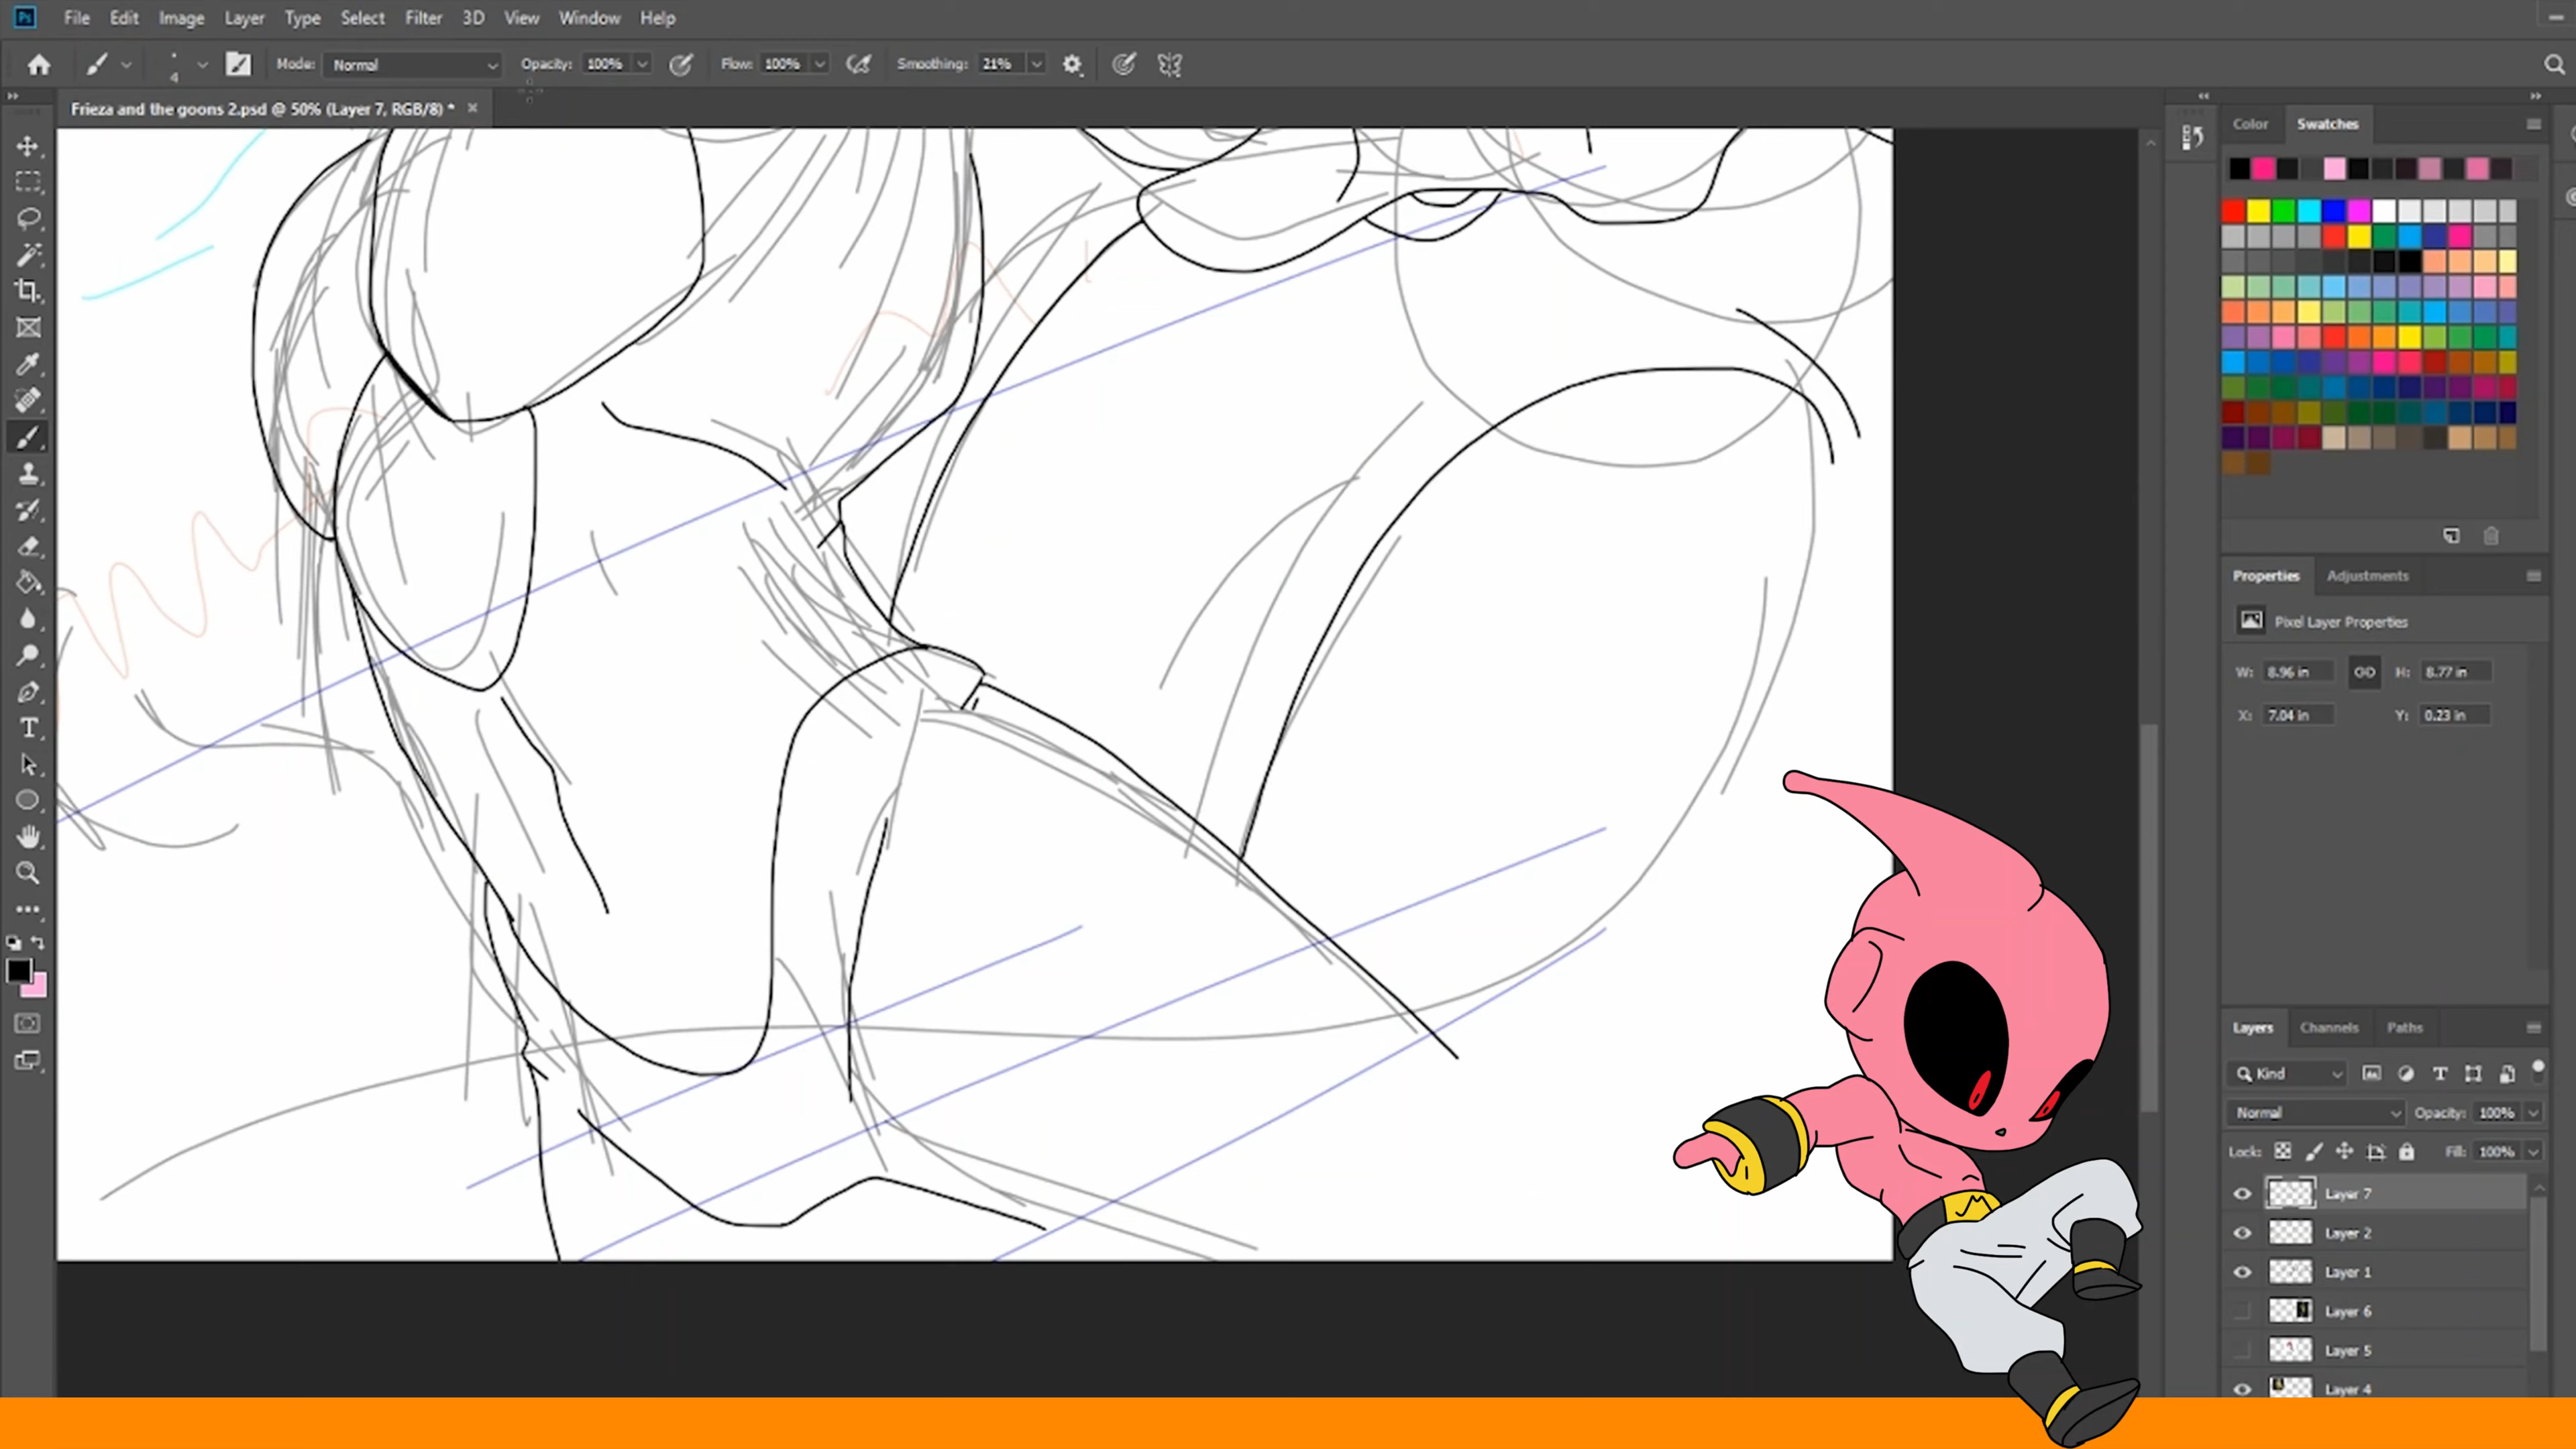 Ps File Edit Image Layer Type Select Filter 3D View Window Help
4 Mode: Normal Opacity: 100% Flow: 100% Smoothing: 21%
Frieza and the goons 2.psd @ 50% (Layer 7, RGB/8) * ×
Color Swatches
Properties Adjustments
Pixel Layer Properties
W: 8.96 in H: 8.77 in
X: 7.04 in Y: 0.23 in
Layers Channels Paths
Kind
Normal Opacity: 100%
Lock: Fill: 100%
Layer 7
Layer 2
Layer 1
Layer 6
Layer 5
Layer 4